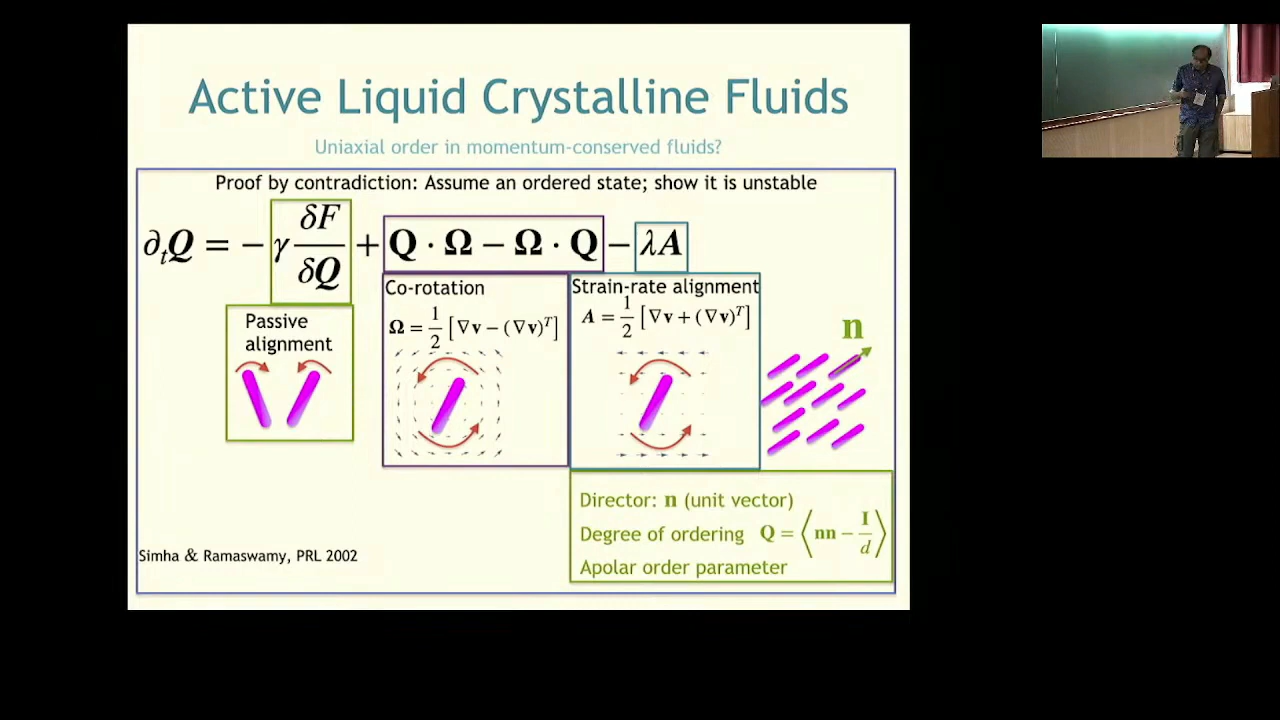 Active Liquid Crystalline Fluids
Uniaxial order in momentum-conserved fluids?
Proof by contradiction: Assume an ordered state; show it is unstable
∂ₜQ = − γ δF/δQ + Q · Ω − Ω · Q − λA
Passive
alignment
Co-rotation
Ω = 1/2 [∇v − (∇v)ᵀ]
Strain-rate alignment
A = 1/2 [∇v + (∇v)ᵀ]
n
Director: n (unit vector)
Degree of ordering Q = ⟨nn − I/d⟩
Apolar order parameter
Simha & Ramaswamy, PRL 2002